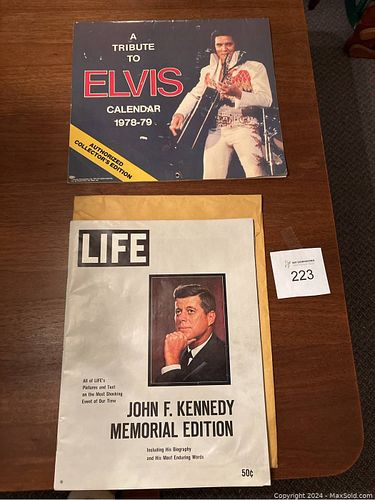 A
TRIBUTE
TO
ELVIS
CALENDAR
1978-79
AUTHORIZED
COLLECTOR'S EDITION
LIFE
223
All of LIFE's
Pictures and Text
on the Most Shocking
Event of Our Time
JOHN F. KENNEDY
MEMORIAL EDITION
Including His Biography
and His Most Enduring Words
50¢
Copyright © 2024 - MaxSold.com